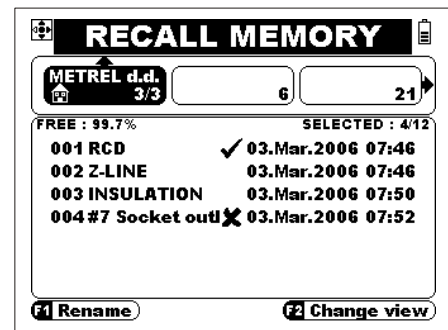 RECALL MEMORY
METREL d.d.
3/3 6 21
FREE : 99.7% SELECTED : 4/12
001 RCD 03.Mar.2006 07:46
002 Z-LINE 03.Mar.2006 07:46
003 INSULATION 03.Mar.2006 07:50
004 #7 Socket outl 03.Mar.2006 07:52
F1 Rename F2 Change view